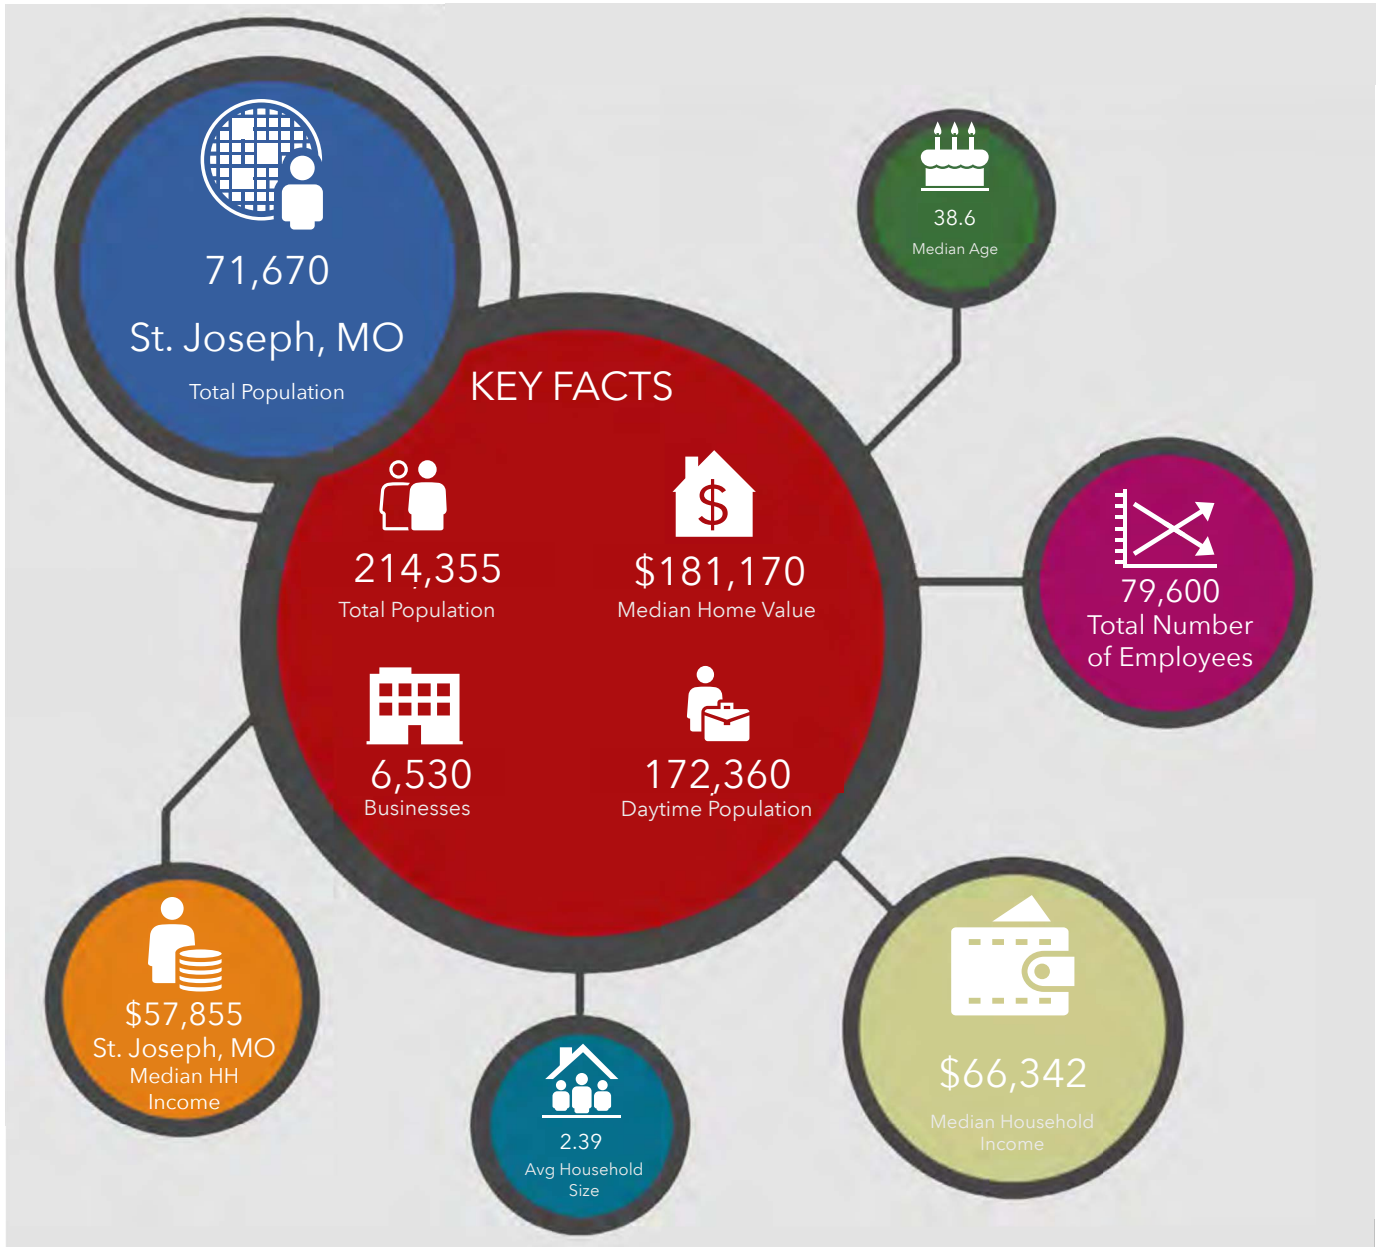 71,670
St. Joseph, MO
Total Population
38.6
Median Age
KEY FACTS
$
214,355
Total Population
$181,170
Median Home Value
6,530
Businesses
172,360
Daytime Population
79,600
Total Number
of Employees
$57,855
St. Joseph, MO
Median HH
Income
2.39
Avg Household
Size
$66,342
Median Household
Income